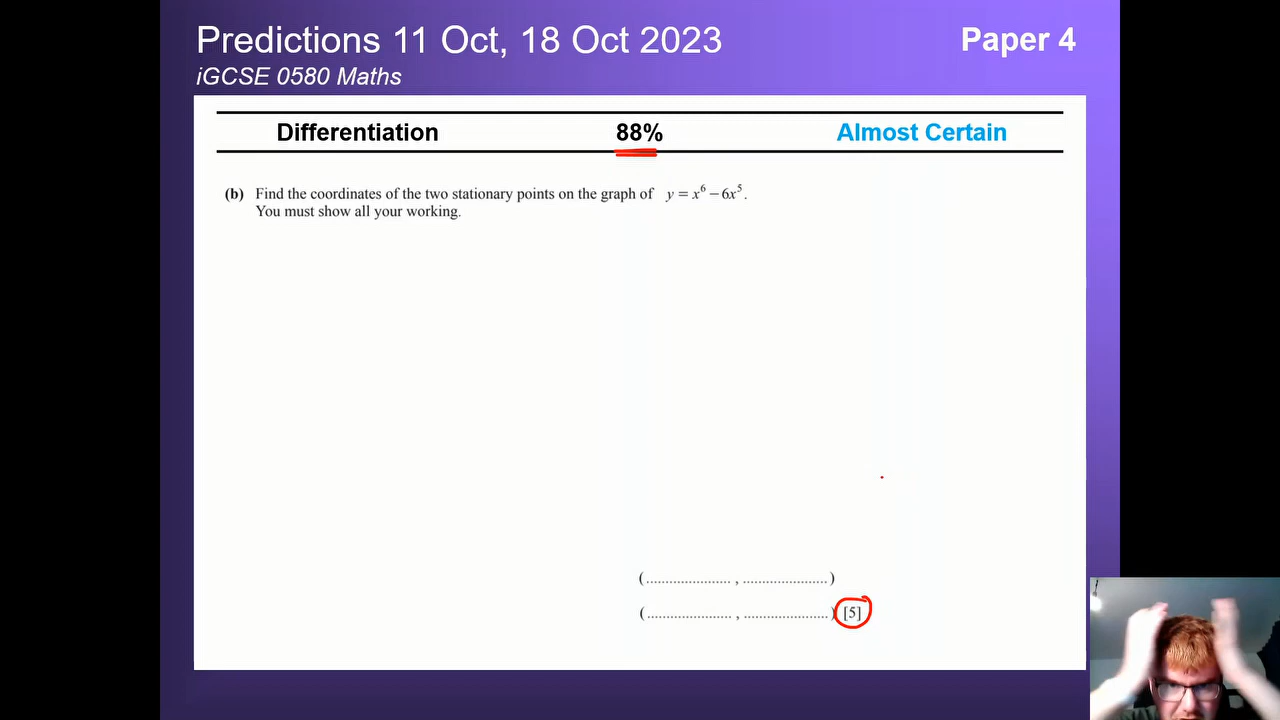 Predictions 11 Oct, 18 Oct 2023
Paper 4
iGCSE 0580 Maths
Differentiation 88% Almost Certain
(b) Find the coordinates of the two stationary points on the graph of y = x⁶ − 6x⁵.
You must show all your working.
( ...................... , ...................... )
( ...................... , ...................... ) [5]